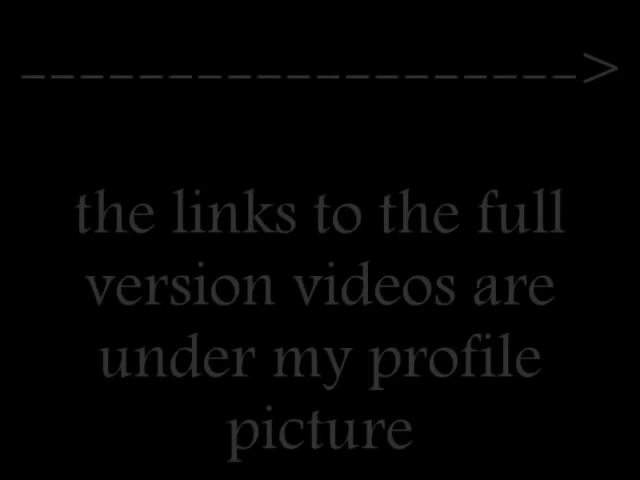 ------------------->
the links to the full
version videos are
under my profile
picture